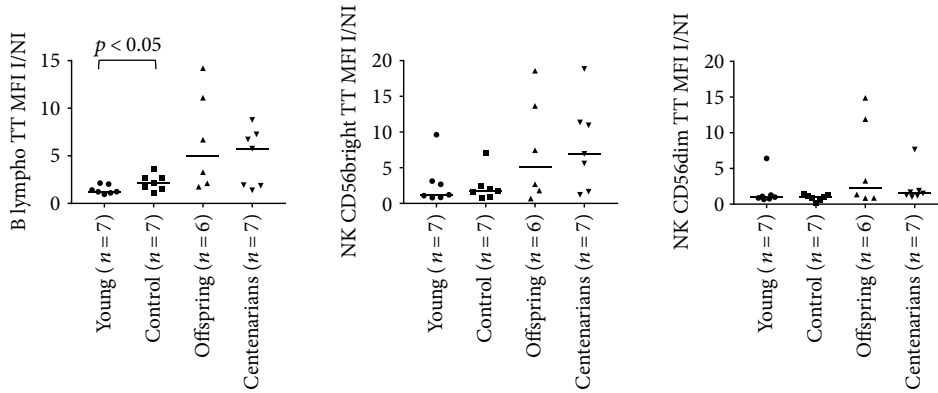 B lympho TT MFI I/NI
p < 0.05
15
10
5
0
Young (n = 7)
Control (n = 7)
Offspring (n = 6)
Centenarians (n = 7)
NK CD56bright TT MFI I/NI
20
15
10
5
0
Young (n = 7)
Control (n = 7)
Offspring (n = 6)
Centenarians (n = 7)
NK CD56dim TT MFI I/NI
20
15
10
5
0
Young (n = 7)
Control (n = 7)
Offspring (n = 6)
Centenarians (n = 7)